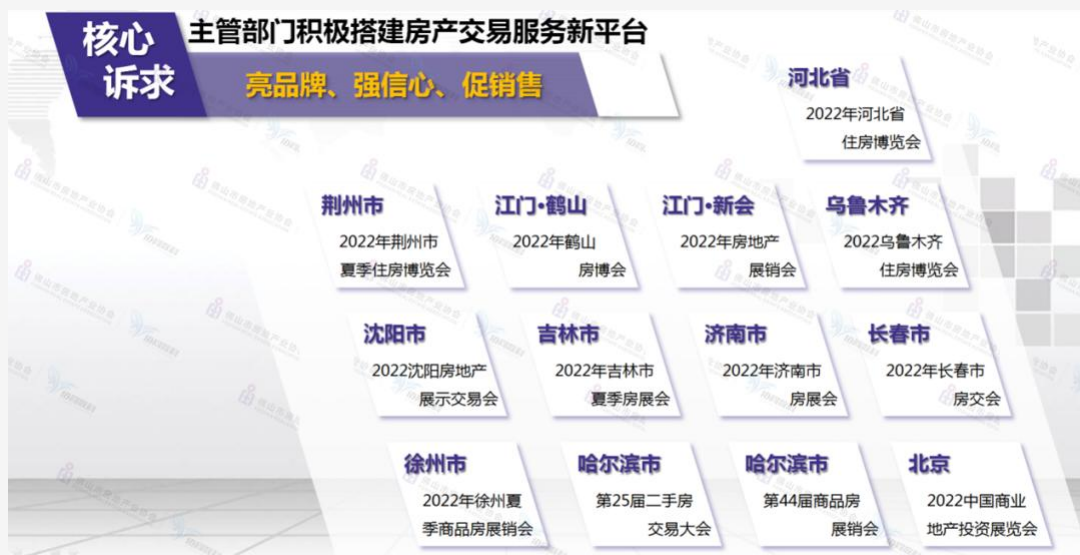 核心
诉求
主管部门积极搭建房产交易服务新平台
亮品牌、强信心、促销售
河北省
2022年河北省
住房博览会
荆州市
2022年荆州市
夏季住房博览会
江门·鹤山
2022年鹤山
房博会
江门·新会
2022年房地产
展销会
乌鲁木齐
2022乌鲁木齐
住房博览会
沈阳市
2022沈阳房地产
展示交易会
吉林市
2022年吉林市
夏季房展会
济南市
2022年济南市
房展会
长春市
2022年长春市
房交会
徐州市
2022年徐州夏
季商品房展销会
哈尔滨市
第25届二手房
交易大会
哈尔滨市
第44届商品房
展销会
北京
2022中国商业
地产投资展览会
佛山市房地产业协会